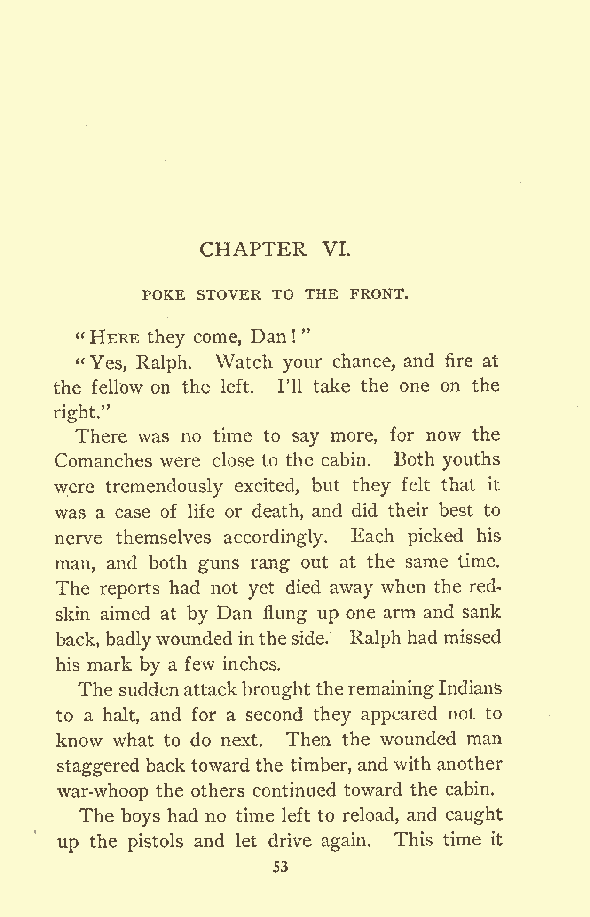 CHAPTER VI.
POKE STOVER TO THE FRONT.
"HERE they come, Dan!"
"Yes, Ralph. Watch your chance, and fire at
the fellow on the left. I'll take the one on the
right."
There was no time to say more, for now the
Comanches were close to the cabin. Both youths
were tremendously excited, but they felt that it
was a case of life or death, and did their best to
nerve themselves accordingly. Each picked his
man, and both guns rang out at the same time.
The reports had not yet died away when the red-
skin aimed at by Dan flung up one arm and sank
back, badly wounded in the side. Ralph had missed
his mark by a few inches.
The sudden attack brought the remaining Indians
to a halt, and for a second they appeared not to
know what to do next. Then the wounded man
staggered back toward the timber, and with another
war-whoop the others continued toward the cabin.
The boys had no time left to reload, and caught
up the pistols and let drive again. This time it
53